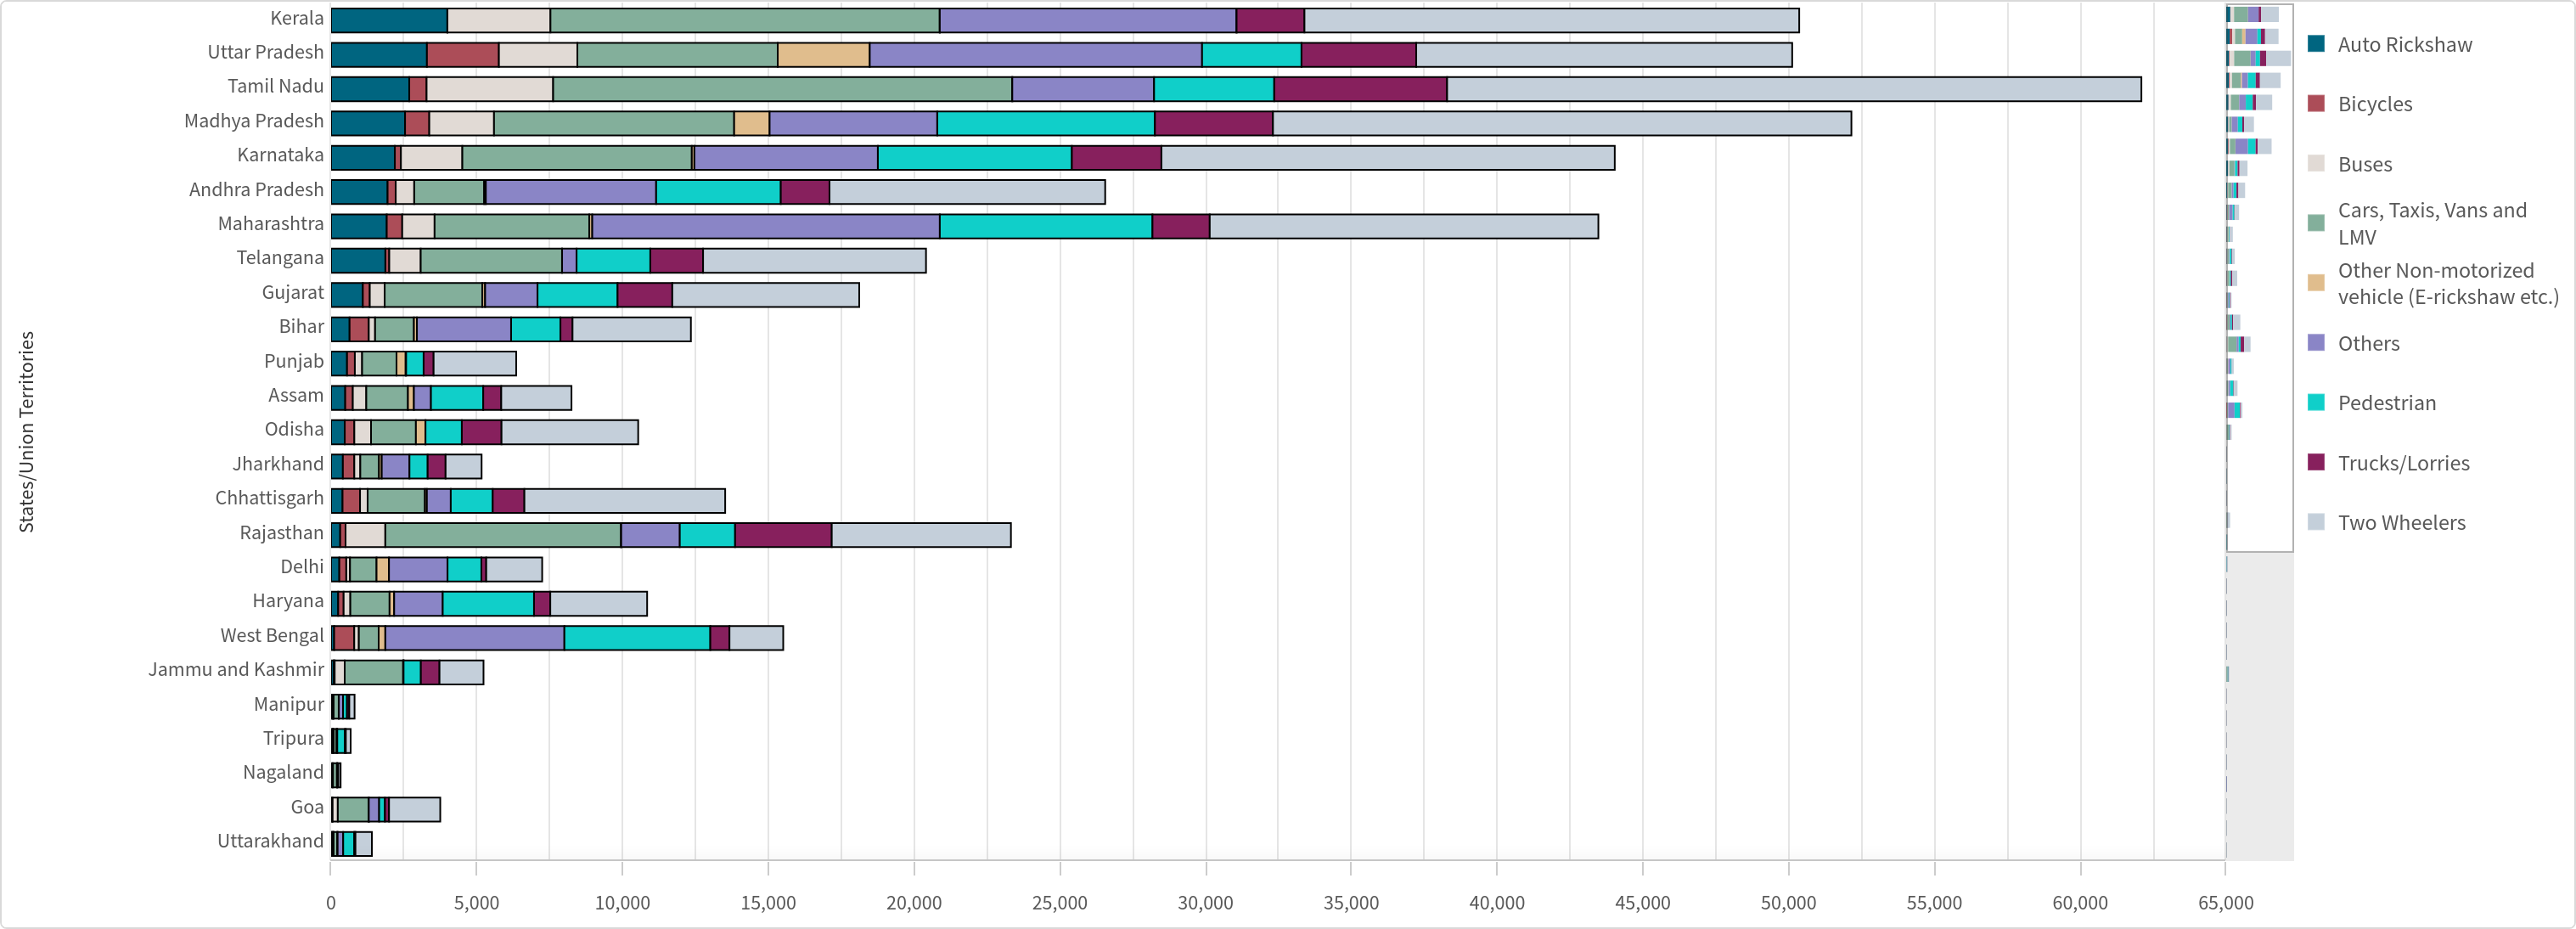 States/Union Territories
Kerala
Uttar Pradesh
Tamil Nadu
Madhya Pradesh
Karnataka
Andhra Pradesh
Maharashtra
Telangana
Gujarat
Bihar
Punjab
Assam
Odisha
Jharkhand
Chhattisgarh
Rajasthan
Delhi
Haryana
West Bengal
Jammu and Kashmir
Manipur
Tripura
Nagaland
Goa
Uttarakhand
0 5,000 10,000 15,000 20,000 25,000 30,000 35,000 40,000 45,000 50,000 55,000 60,000 65,000
Auto Rickshaw
Bicycles
Buses
Cars, Taxis, Vans and
LMV
Other Non-motorized
vehicle (E-rickshaw etc.)
Others
Pedestrian
Trucks/Lorries
Two Wheelers